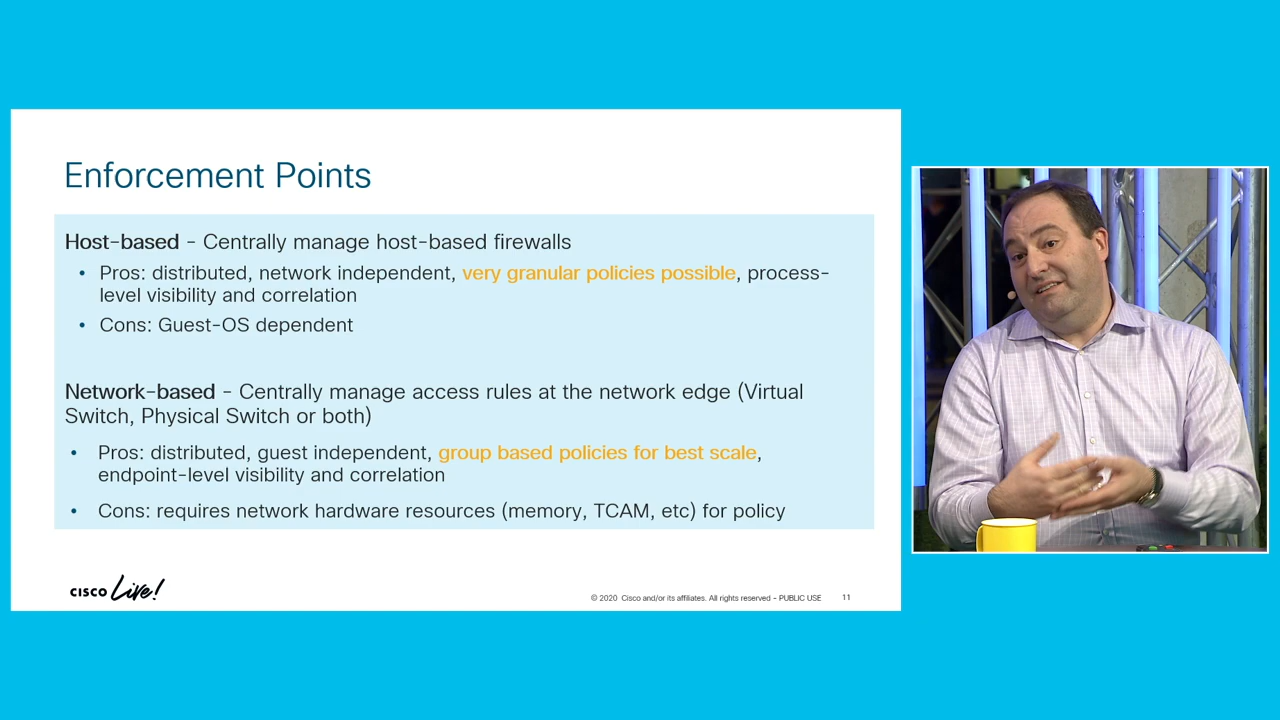 Enforcement Points
Host-based - Centrally manage host-based firewalls
• Pros: distributed, network independent, very granular policies possible, process-
level visibility and correlation
• Cons: Guest-OS dependent
Network-based - Centrally manage access rules at the network edge (Virtual
Switch, Physical Switch or both)
• Pros: distributed, guest independent, group based policies for best scale,
endpoint-level visibility and correlation
• Cons: requires network hardware resources (memory, TCAM, etc) for policy
CISCO Live!
© 2020 Cisco and/or its affiliates. All rights reserved - PUBLIC USE 11